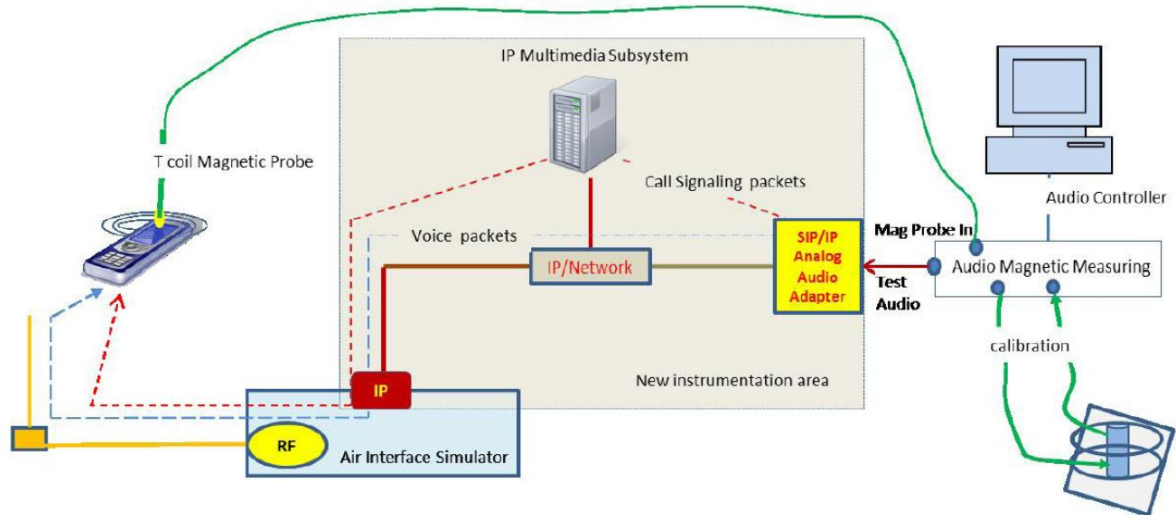 IP Multimedia Subsystem
T coil Magnetic Probe
Call Signaling packets
Audio Controller
Voice packets
Mag Probe In
SIP/IP
Analog
Audio
Adapter
IP/Network
Audio Magnetic Measuring
Test
Audio
calibration
New instrumentation area
IP
RF
Air Interface Simulator